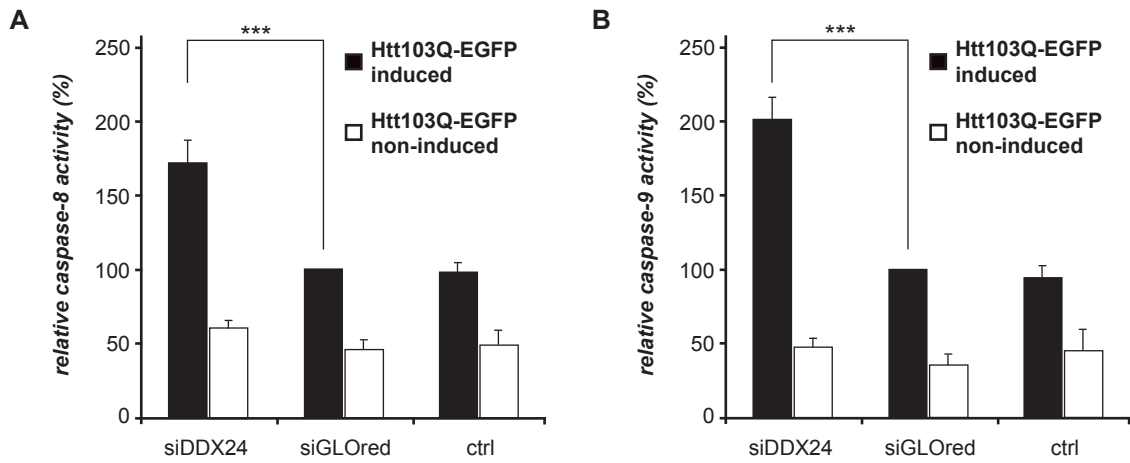 A
***
Htt103Q-EGFP
induced
Htt103Q-EGFP
non-induced
relative caspase-8 activity (%)
250
200
150
100
50
0
siDDX24
siGLOred
ctrl
B
***
Htt103Q-EGFP
induced
Htt103Q-EGFP
non-induced
relative caspase-9 activity (%)
250
200
150
100
50
0
siDDX24
siGLOred
ctrl